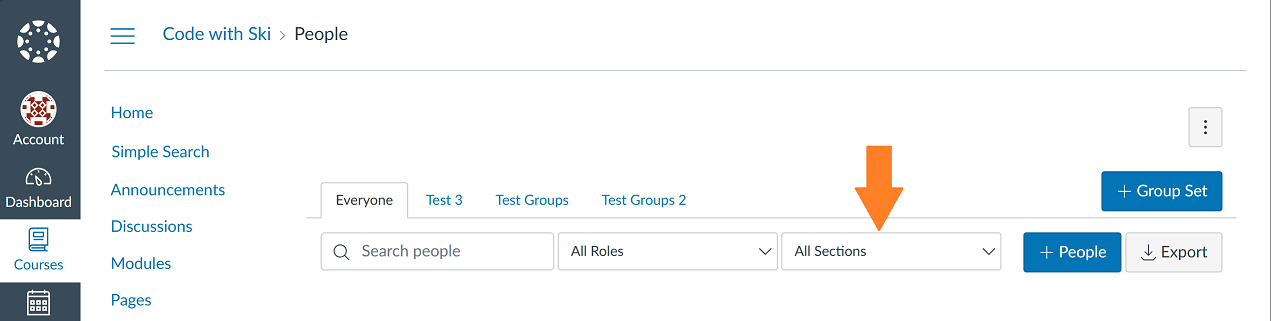 Code with Ski > People
Account
Dashboard
Courses
Home
Simple Search
Announcements
Discussions
Modules
Pages
+ Group Set
Everyone Test 3 Test Groups Test Groups 2
Search people All Roles All Sections + People Export